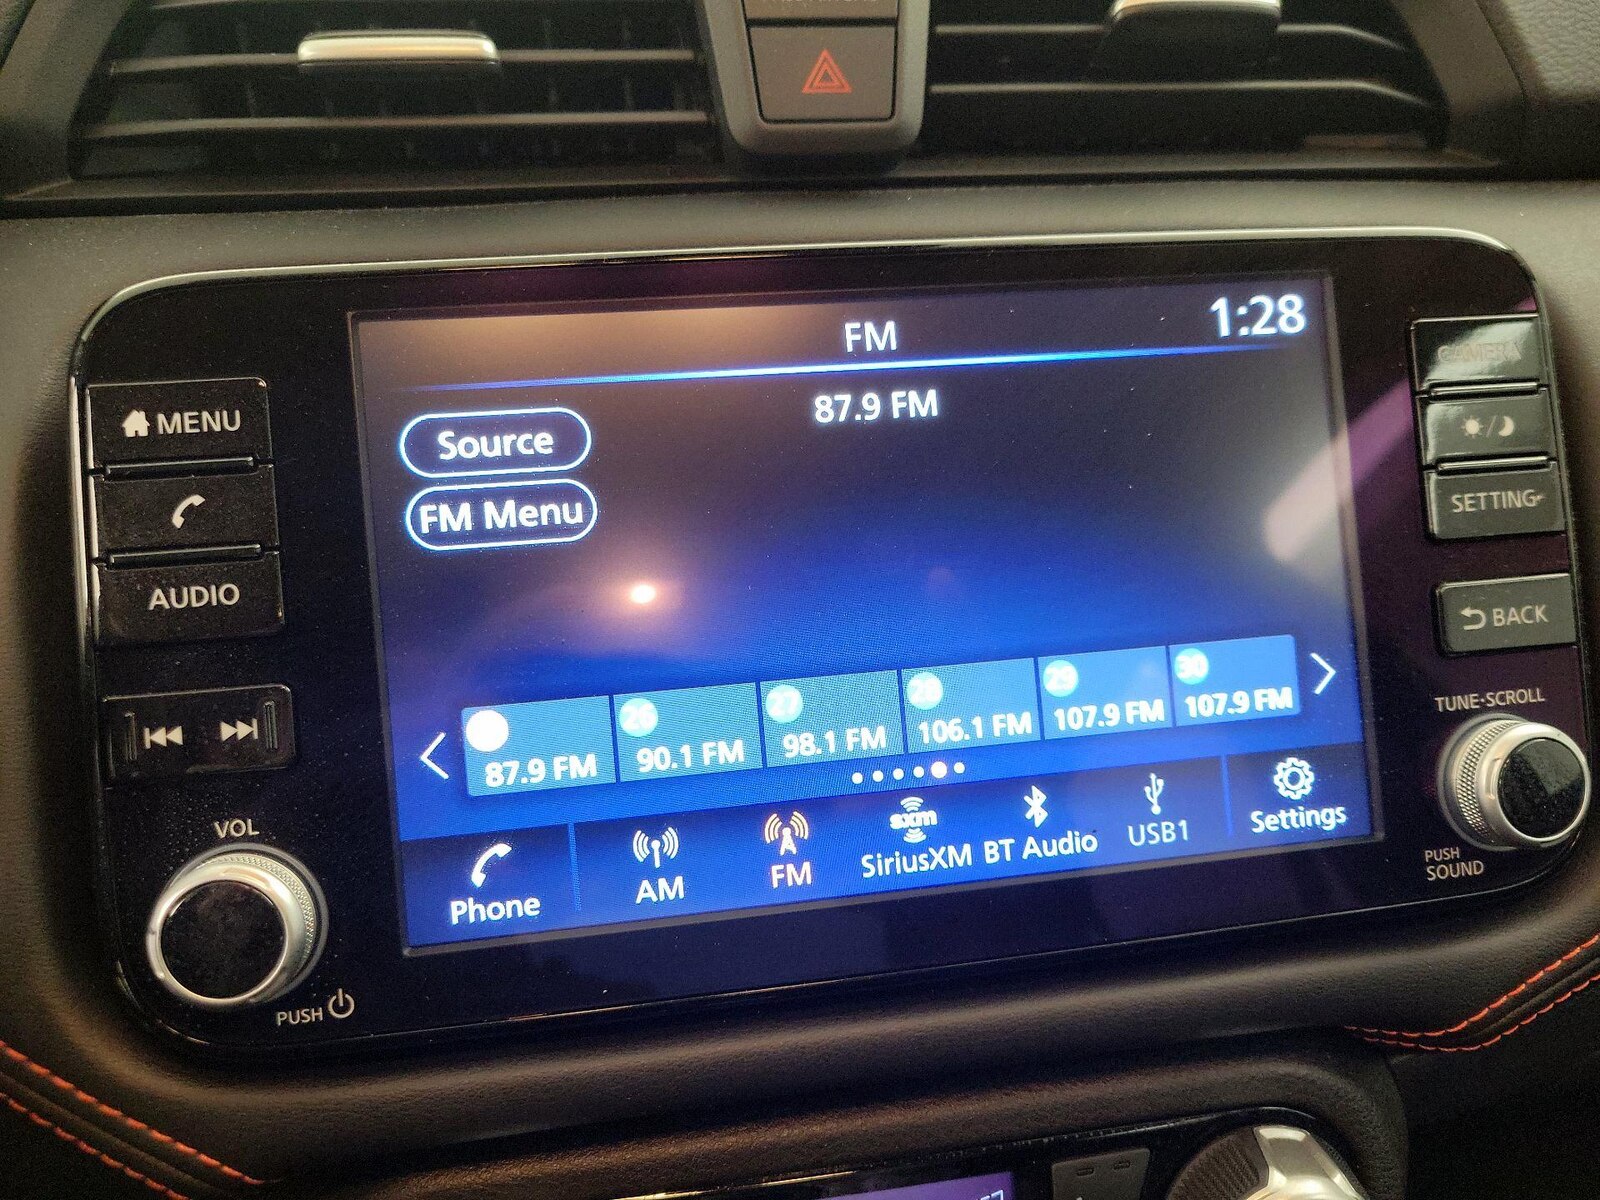 FM
1:28
87.9 FM
Source
FM Menu
MENU
AUDIO
CAMERA
SETTING
BACK
TUNE·SCROLL
PUSH
SOUND
VOL
PUSH
87.9 FM
26
90.1 FM
27
98.1 FM
28
106.1 FM
29
107.9 FM
30
107.9 FM
Phone
AM
FM
sxm
SiriusXM
BT Audio
USB1
Settings